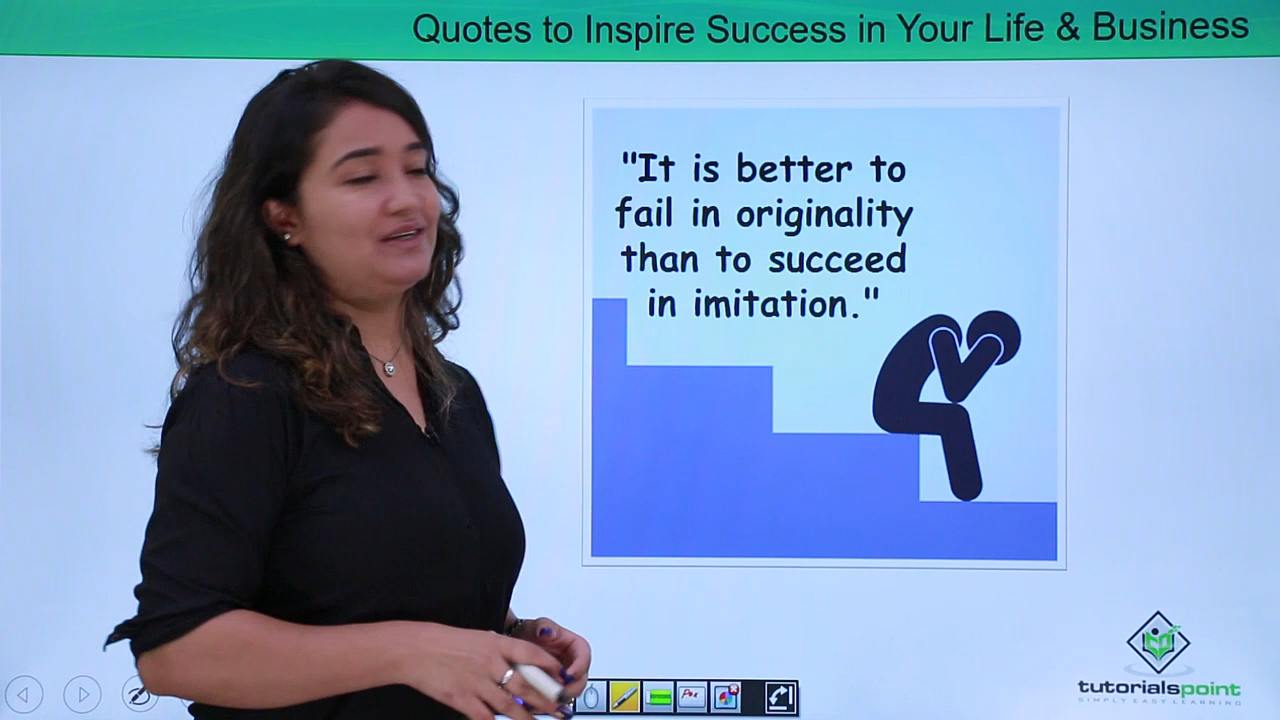 Quotes to Inspire Success in Your Life & Business
"It is better to
fail in originality
than to succeed
in imitation."
Pen
tutorialspoint
SIMPLY EASY LEARNING